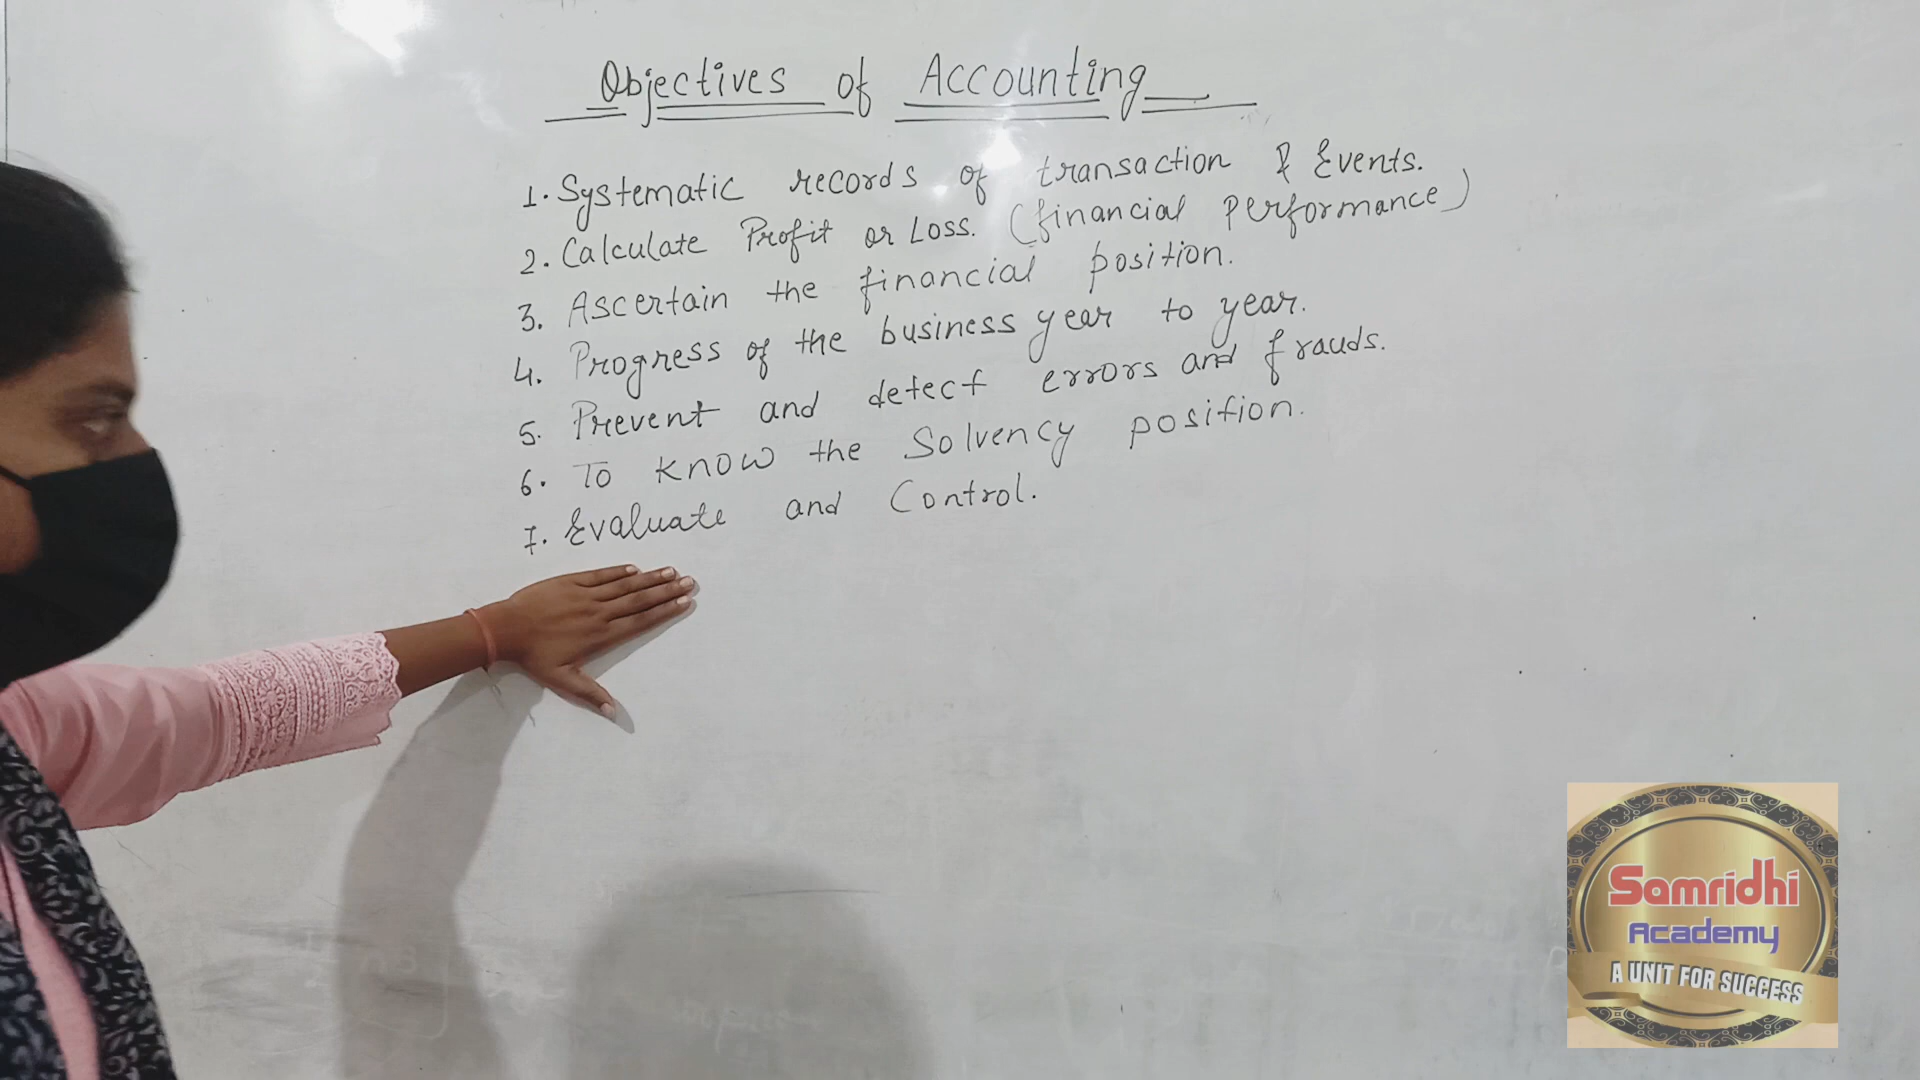 Objectives of Accounting
1. Systematic records of transaction & Events.
2. Calculate Profit or Loss. (financial performance)
3. Ascertain the financial position.
4. Progress of the business year to year.
5. Prevent and detect errors and frauds.
6. To know the Solvency position.
7. Evaluate and Control.
Samridhi
Academy
A UNIT FOR SUCCESS